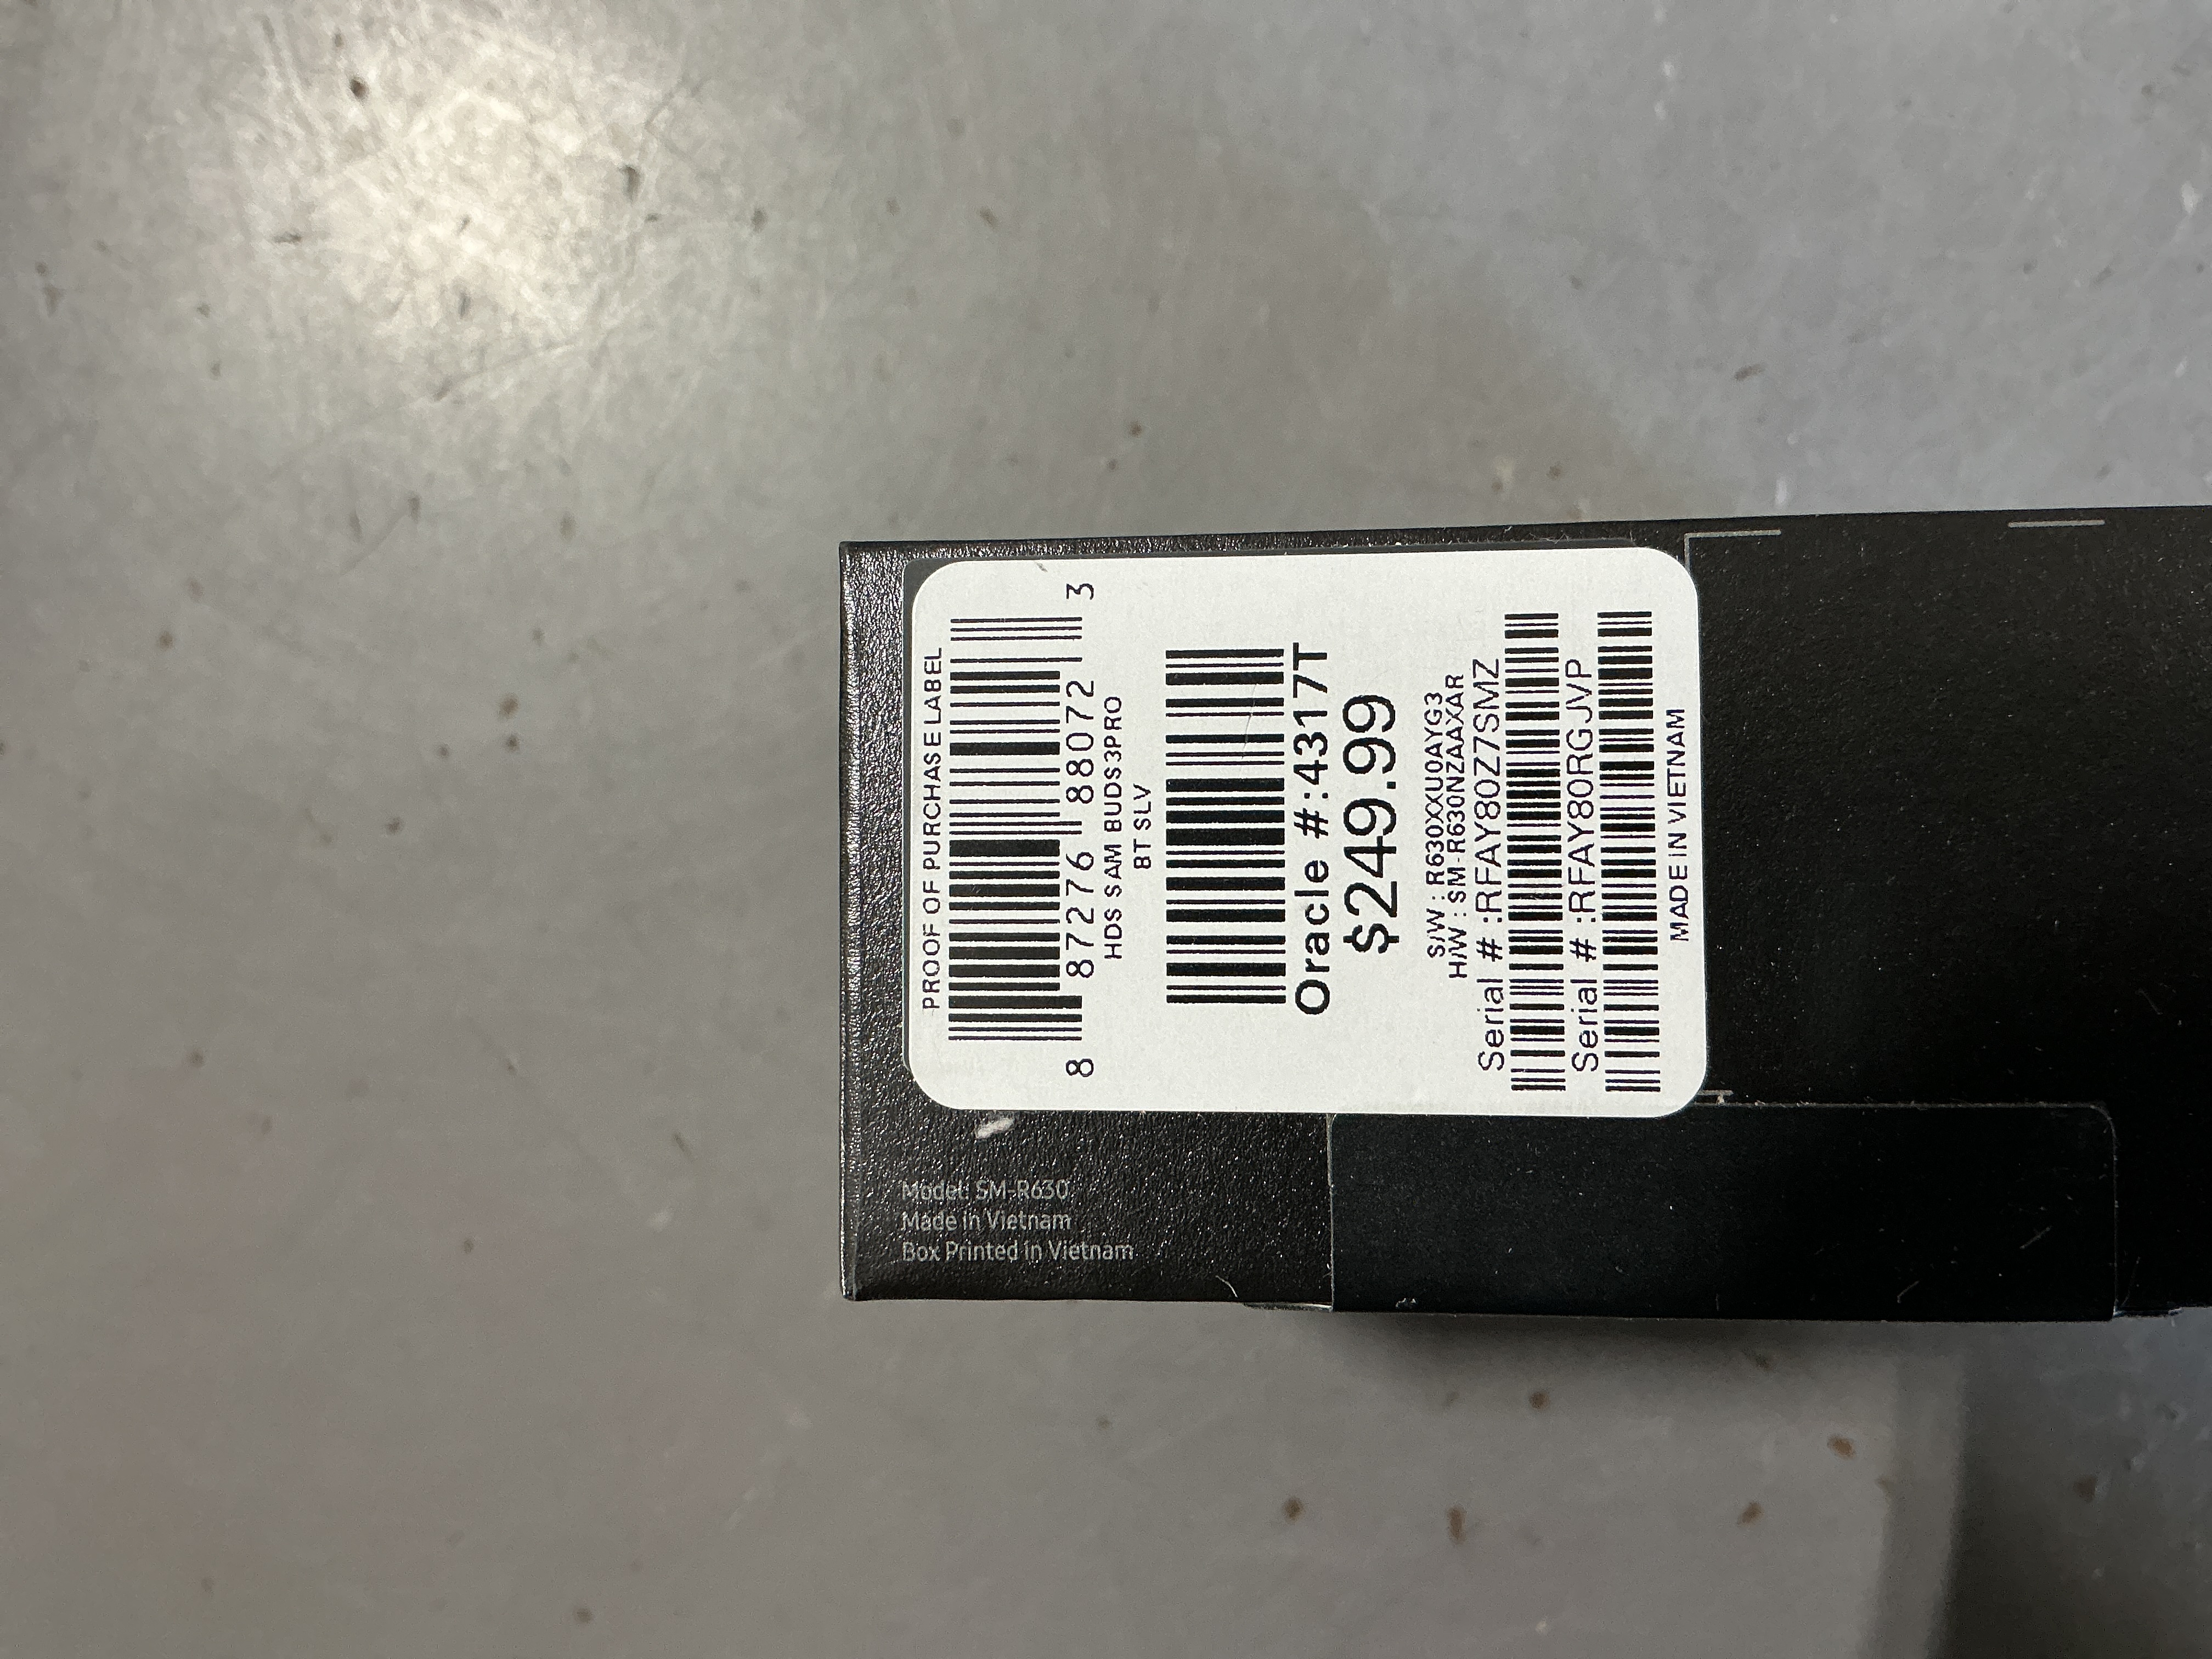 PROOF OF PURCHASE LABEL
8 87276 88072 3
HDS SAM BUDS3PRO
BT SLV
Oracle #:4317T
$249.99
S/W : R630XXU0AYG3
H/W : SM-R630NZAAXAR
Serial # :RFAY80Z7SMZ
Serial # :RFAY80RGJVP
MADE IN VIETNAM
Model: SM-R630
Made in Vietnam
Box Printed in Vietnam